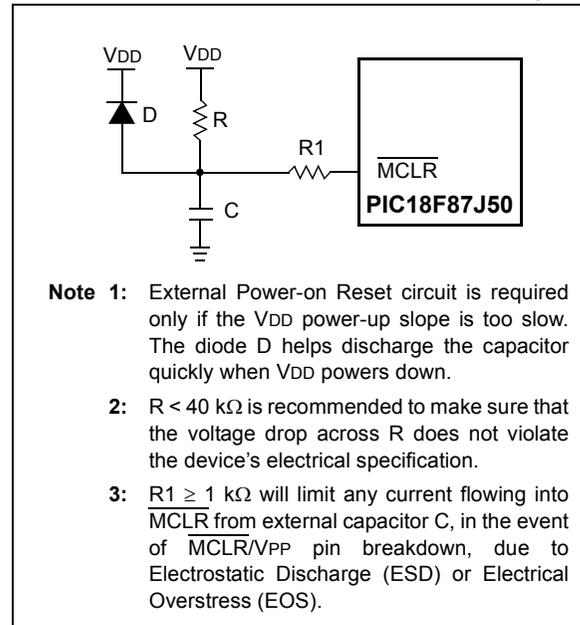 VDD VDD
D
R
R1
C
MCLR
PIC18F87J50
Note 1: External Power-on Reset circuit is required
only if the VDD power-up slope is too slow.
The diode D helps discharge the capacitor
quickly when VDD powers down.
2: R < 40 kΩ is recommended to make sure that
the voltage drop across R does not violate
the device's electrical specification.
3: R1 ≥ 1 kΩ will limit any current flowing into
MCLR from external capacitor C, in the event
of MCLR/VPP pin breakdown, due to
Electrostatic Discharge (ESD) or Electrical
Overstress (EOS).